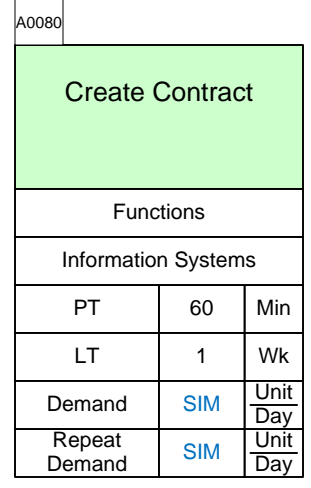 A0080
Create Contract
Functions
Information Systems
PT 60 Min
LT 1 Wk
Demand SIM Unit
Day
Repeat
Demand SIM Unit
Day